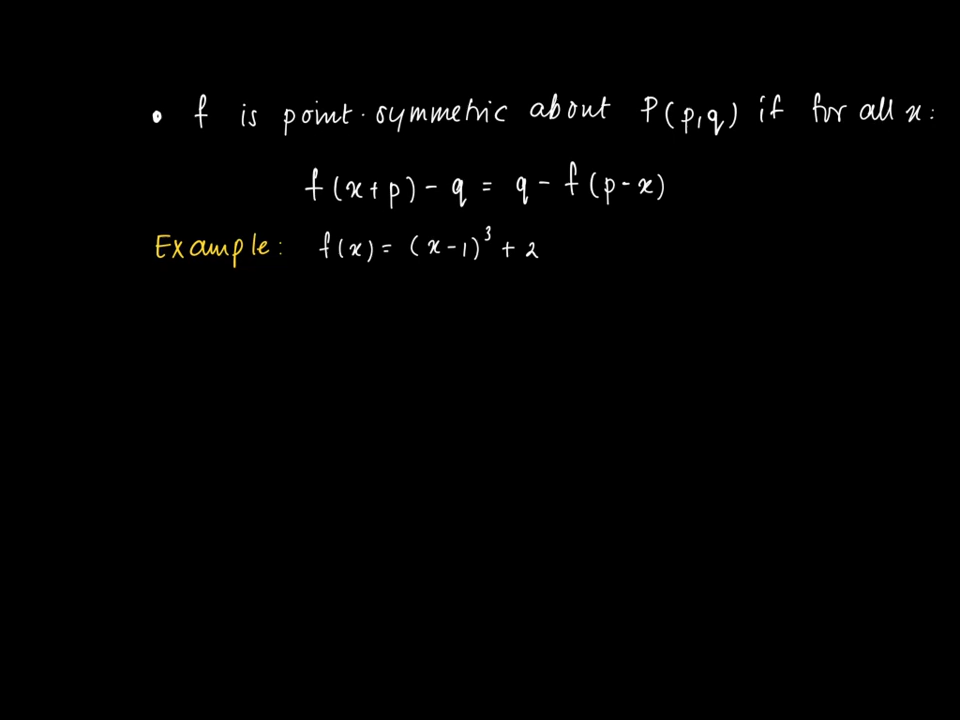 • f is point-symmetric about P(p,q) if for all x:
f(x+p) - q = q - f(p-x)
Example: f(x) = (x-1)³ + 2